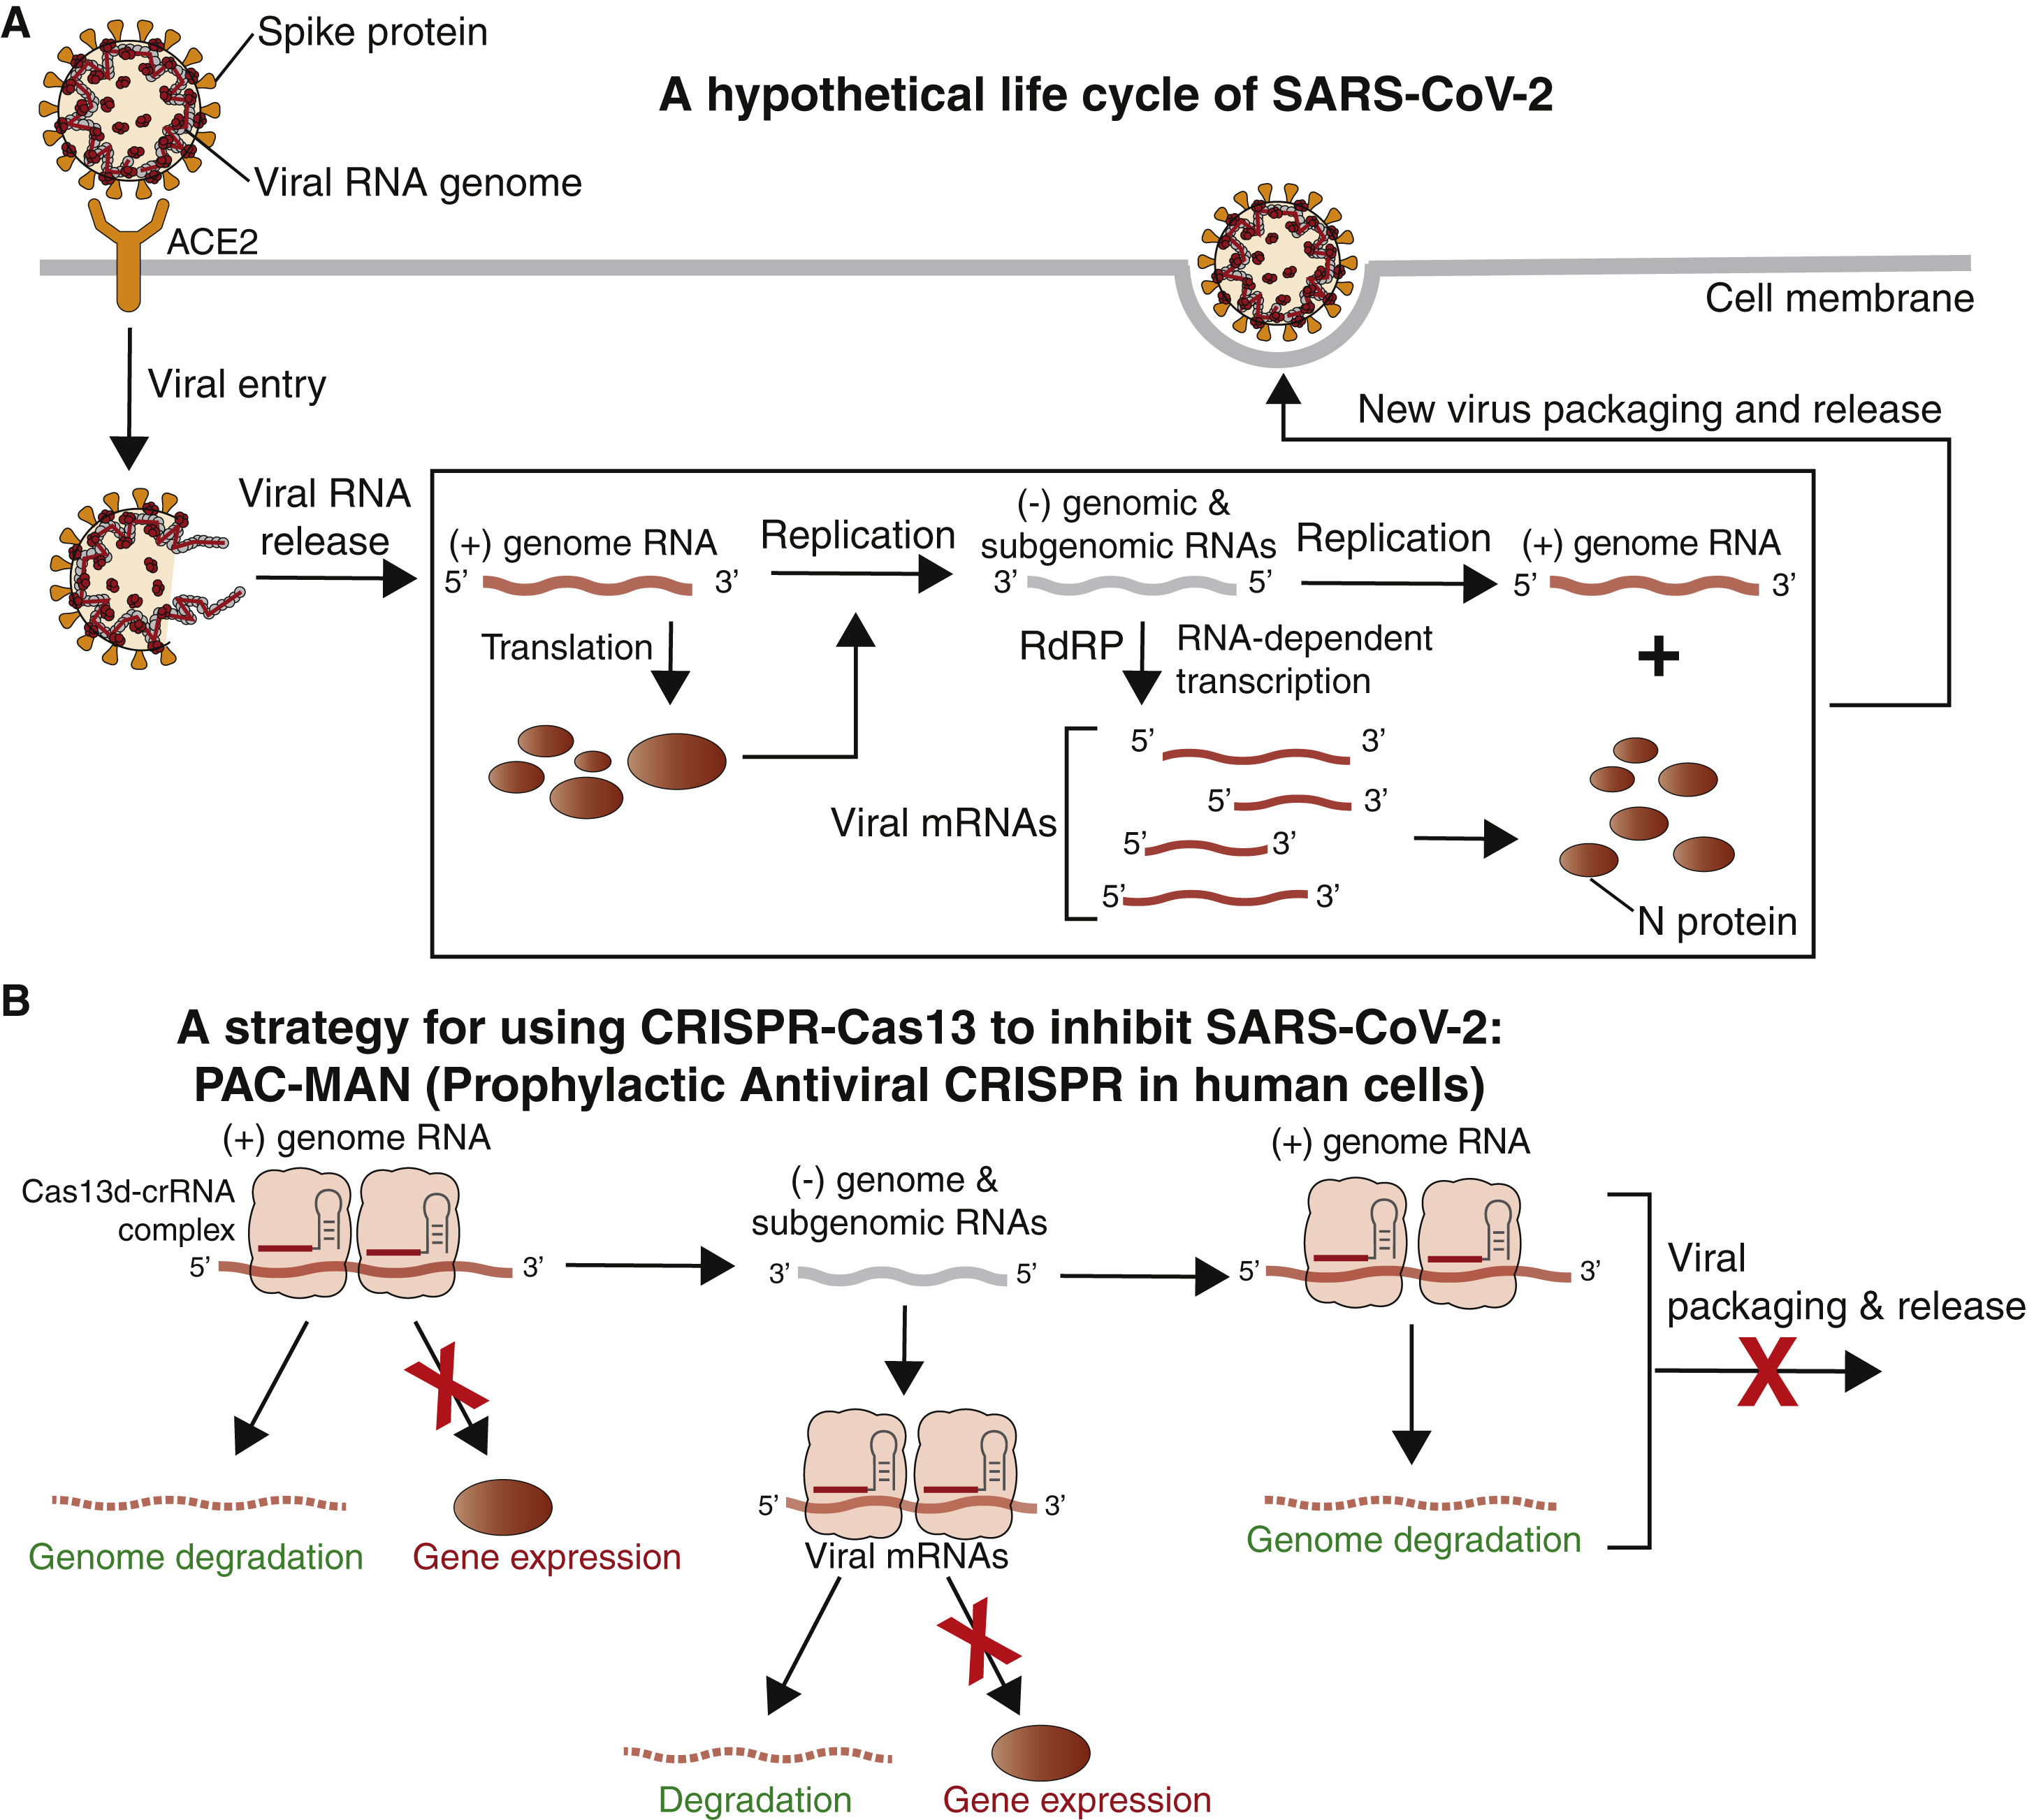 A
Spike protein
A hypothetical life cycle of SARS-CoV-2
Viral RNA genome
ACE2
Cell membrane
Viral entry
New virus packaging and release
Viral RNA
release
(+) genome RNA
5’ 3’
Replication
(-) genomic &
subgenomic RNAs
3’ 5’
Replication
(+) genome RNA
5’ 3’
Translation
RdRP
RNA-dependent
transcription
+
Viral mRNAs
5’ 3’
5’ 3’
5’ 3’
5’ 3’
N protein
B
A strategy for using CRISPR-Cas13 to inhibit SARS-CoV-2:
PAC-MAN (Prophylactic Antiviral CRISPR in human cells)
(+) genome RNA
Cas13d-crRNA
complex
5’ 3’
(-) genome &
subgenomic RNAs
3’ 5’
(+) genome RNA
5’ 3’
Viral
packaging & release
X
X
Genome degradation
Gene expression
5’ 3’
Viral mRNAs
Genome degradation
X
Degradation
Gene expression